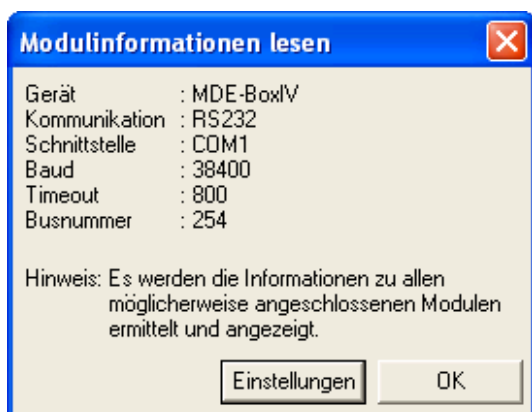 Modulinformationen lesen
Gerät : MDE-BoxIV
Kommunikation : RS232
Schnittstelle : COM1
Baud : 38400
Timeout : 800
Busnummer : 254
Hinweis: Es werden die Informationen zu allen
möglicherweise angeschlossenen Modulen
ermittelt und angezeigt.
Einstellungen OK